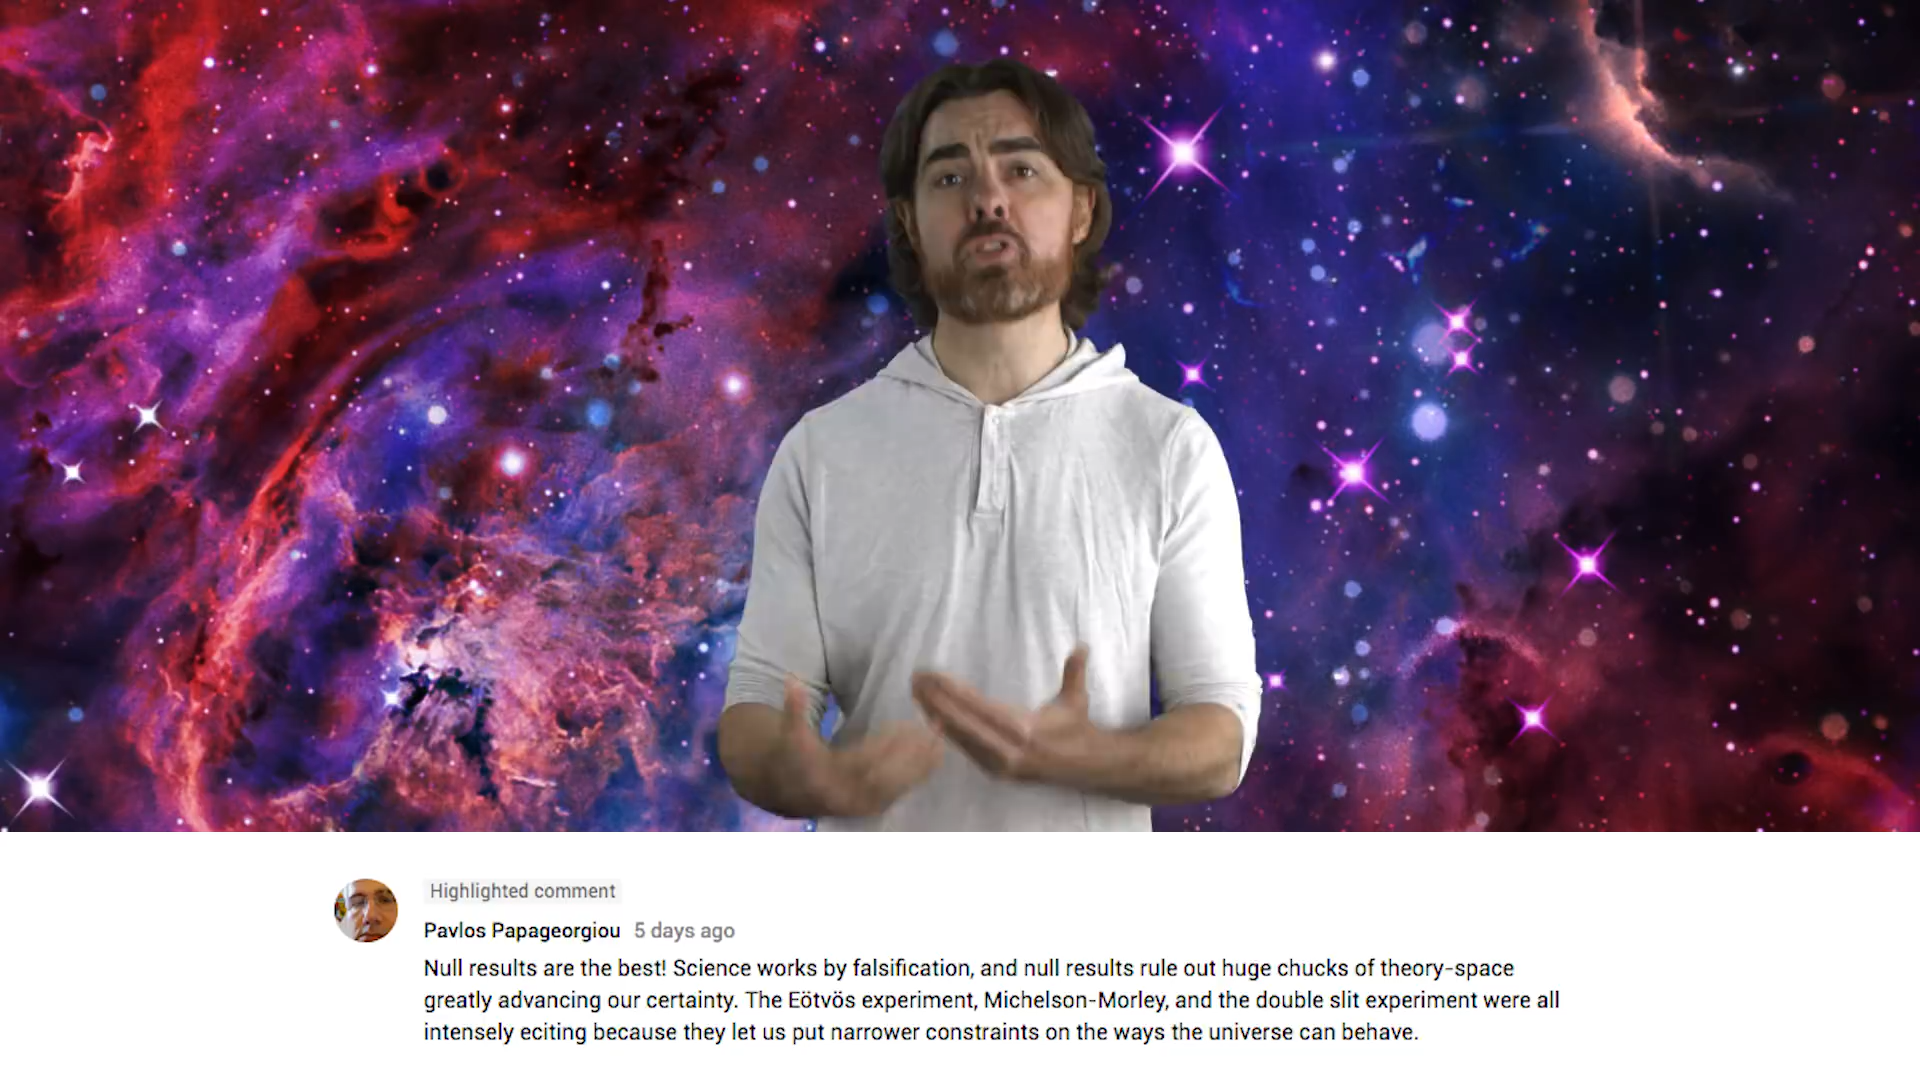 Highlighted comment
Pavlos Papageorgiou 5 days ago
Null results are the best! Science works by falsification, and null results rule out huge chucks of theory-space
greatly advancing our certainty. The Eötvös experiment, Michelson-Morley, and the double slit experiment were all
intensely eciting because they let us put narrower constraints on the ways the universe can behave.